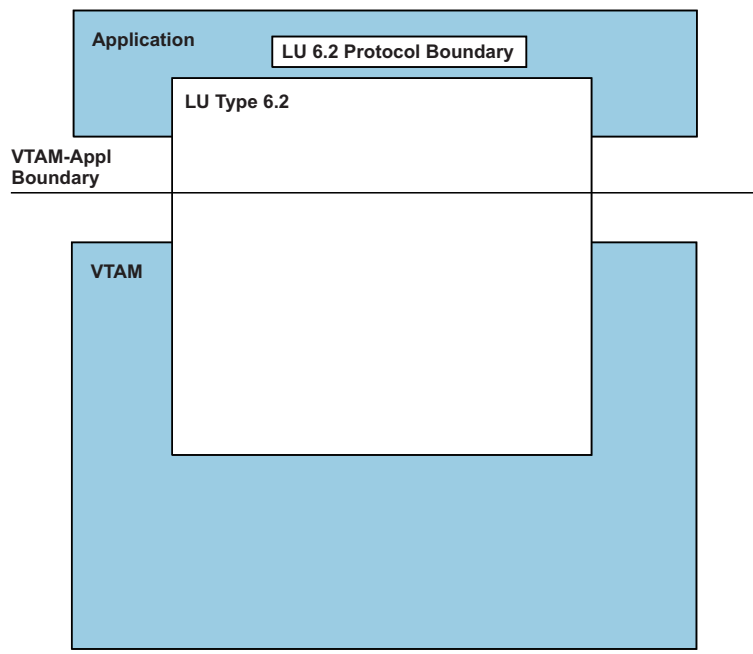 Application
LU 6.2 Protocol Boundary
LU Type 6.2
VTAM-Appl
Boundary
VTAM